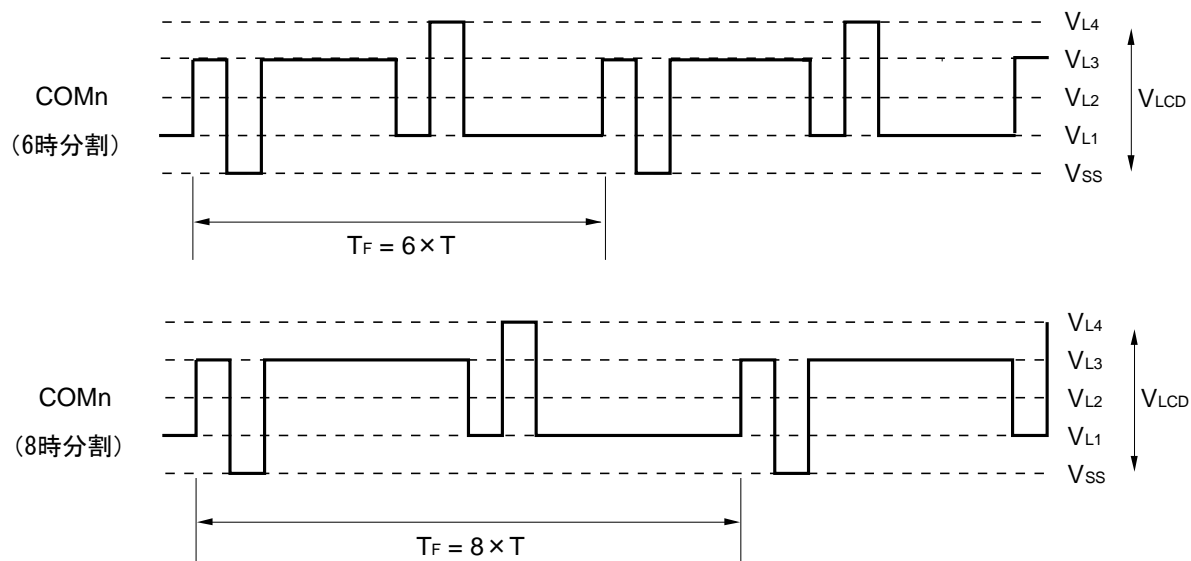 VL4
VL3
COMn
VL2
VLCD
(6時分割)
VL1
VSS
TF = 6×T
VL4
VL3
COMn
VL2
VLCD
(8時分割)
VL1
VSS
TF = 8×T